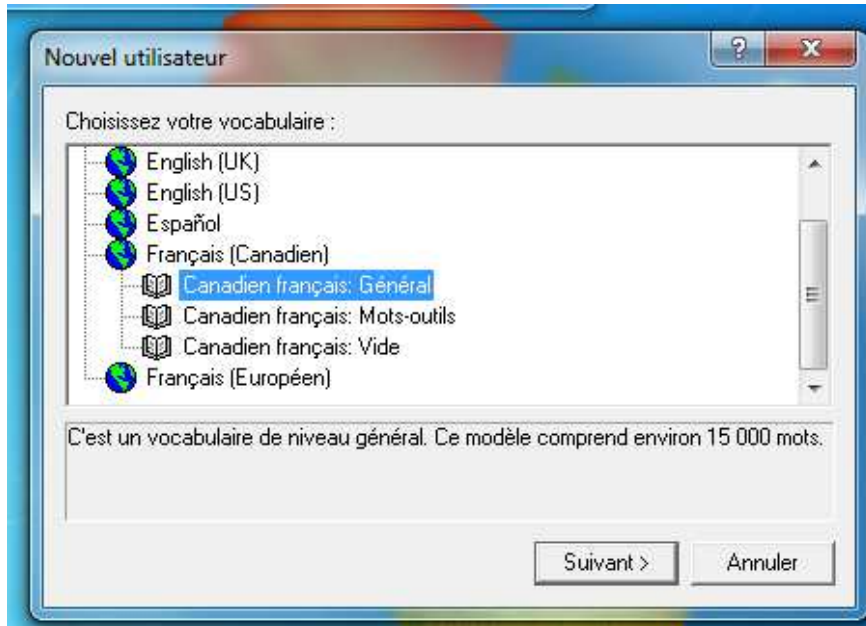 Nouvel utilisateur
Choisissez votre vocabulaire :
English (UK)
English (US)
Español
Français (Canadien)
Canadien français: Général
Canadien français: Mots-outils
Canadien français: Vide
Français (Européen)
C'est un vocabulaire de niveau général. Ce modèle comprend environ 15 000 mots.
Suivant > Annuler